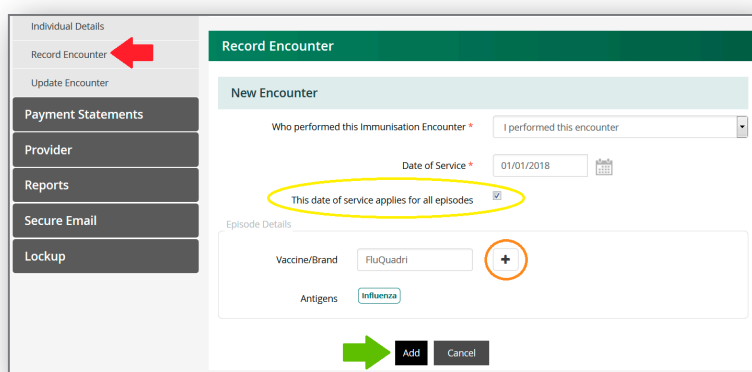 Individual Details
Record Encounter
Update Encounter
Payment Statements
Provider
Reports
Secure Email
Lockup
Record Encounter
New Encounter
Who performed this Immunisation Encounter * I performed this encounter
Date of Service * 01/01/2018
This date of service applies for all episodes
Episode Details
Vaccine/Brand FluQuadri +
Antigens Influenza
Add Cancel